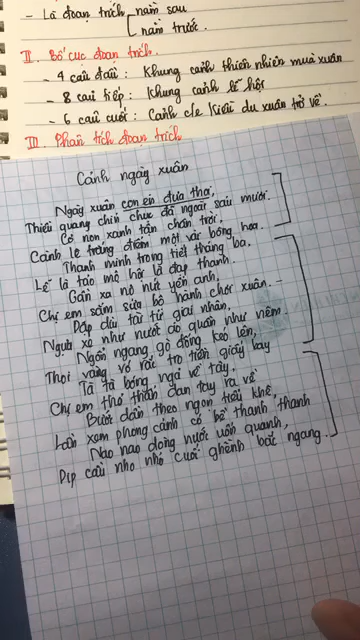 - Là đoạn trích nằm sau
nằm trước.
II. Bố cục đoạn trích.
- 4 câu đầu: Khung cảnh thiên nhiên mùa xuân
- 8 câu tiếp: Khung cảnh lễ hội
- 6 câu cuối: Cảnh c/e Kiều du xuân trở về.
III. Phân tích đoạn trích
Cảnh ngày xuân
Ngày xuân con én đưa thoi,
Thiều quang chín chục đã ngoài sáu mươi.
Cỏ non xanh tận chân trời,
Cành lê trắng điểm một vài bông hoa.
Thanh minh trong tiết tháng ba,
Lễ là tảo mộ hội là đạp thanh.
Gần xa nô nức yến anh,
Chị em sắm sửa bộ hành chơi xuân.
Dập dìu tài tử giai nhân,
Ngựa xe như nước áo quần như nêm.
Ngổn ngang gò đống kéo lên,
Thoi vàng vó rắc tro tiền giấy bay
Tà tà bóng ngả về tây,
Chị em thơ thẩn dan tay ra về
Bước dần theo ngọn tiểu khê,
Lần xem phong cảnh có bề thanh thanh
Nao nao dòng nước uốn quanh,
Dịp cầu nho nhỏ cuối ghềnh bắc ngang.